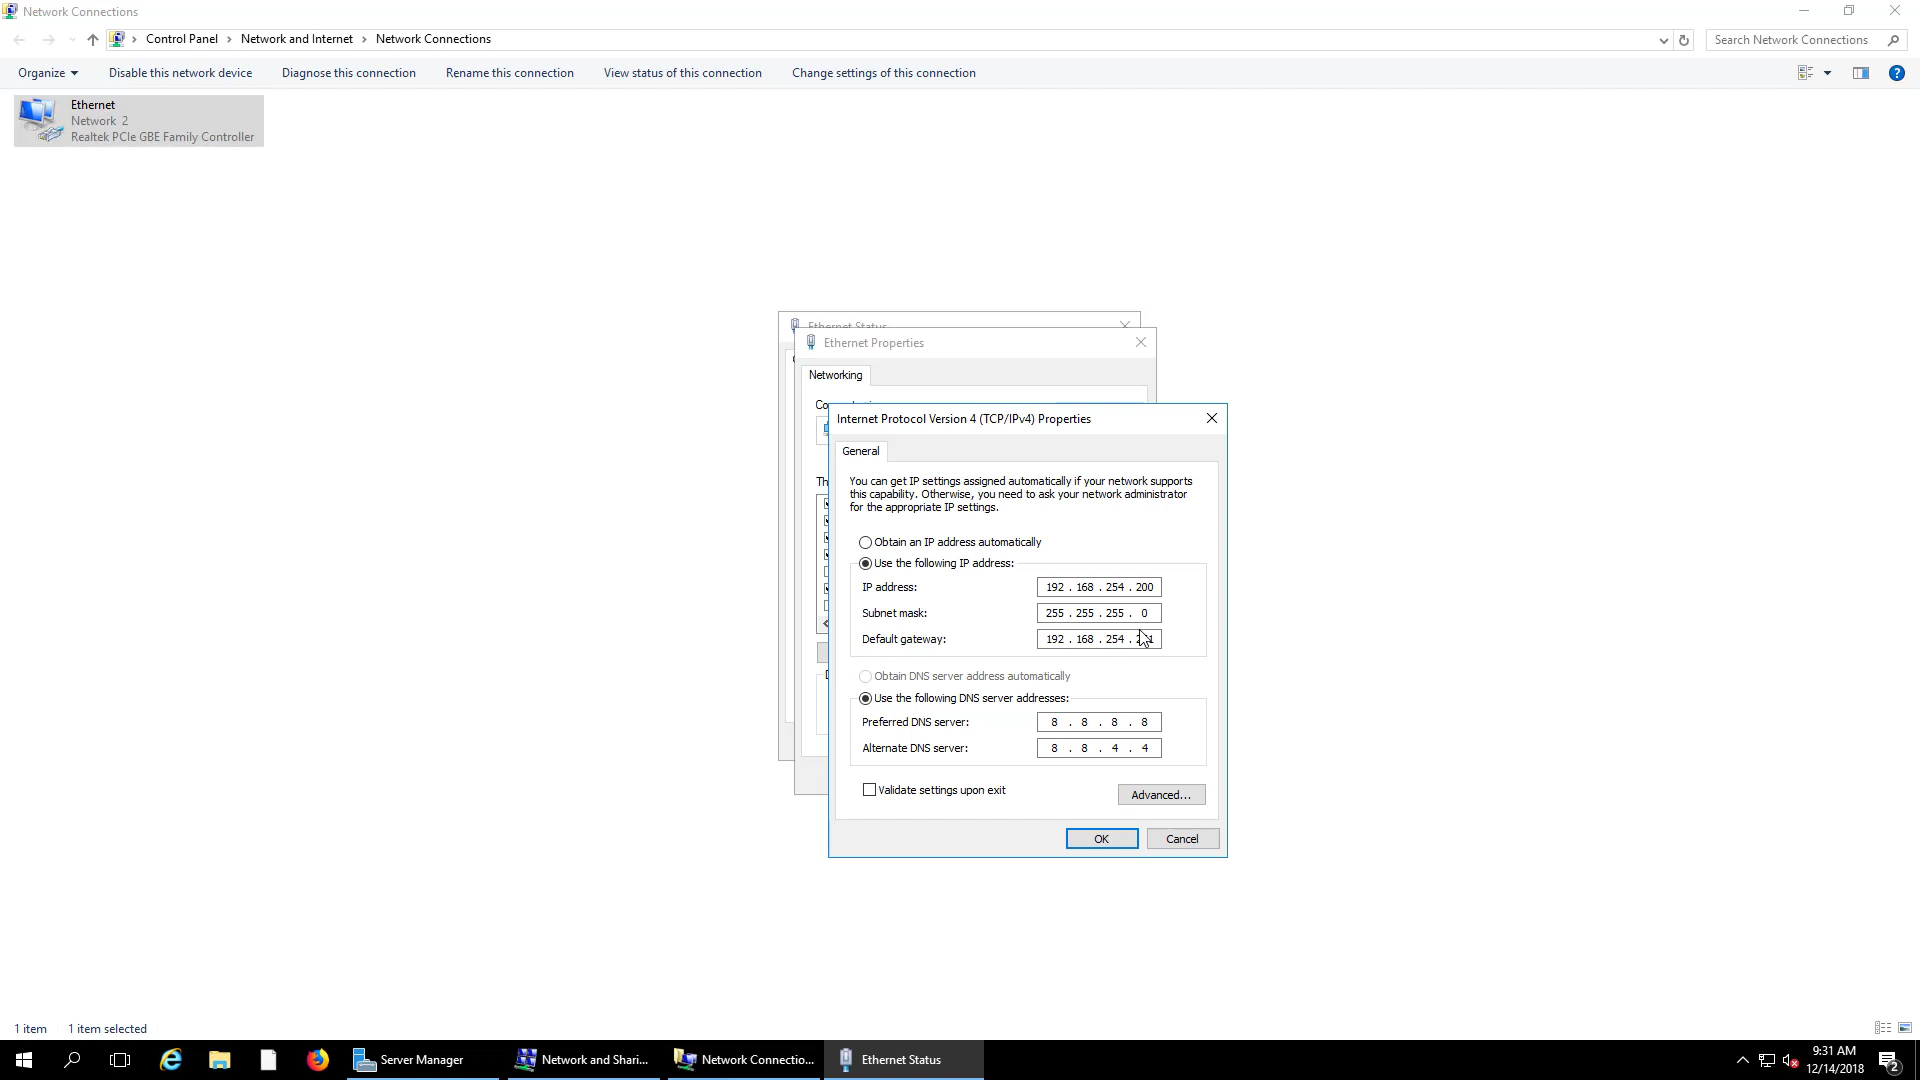 Network Connections
Control Panel
Network and Internet
Network Connections
Search Network Connections
Organize
Disable this network device
Diagnose this connection
Rename this connection
View status of this connection
Change settings of this connection
Ethernet
Network 2
Realtek PCIe GBE Family Controller
Ethernet Status
Ethernet Properties
Networking
Internet Protocol Version 4 (TCP/IPv4) Properties
General
You can get IP settings assigned automatically if your network supports
this capability. Otherwise, you need to ask your network administrator
for the appropriate IP settings.
Obtain an IP address automatically
Use the following IP address:
IP address: 192 . 168 . 254 . 200
Subnet mask: 255 . 255 . 255 . 0
Default gateway: 192 . 168 . 254 .
Obtain DNS server address automatically
Use the following DNS server addresses:
Preferred DNS server: 8 . 8 . 8 . 8
Alternate DNS server: 8 . 8 . 4 . 4
Validate settings upon exit
Advanced...
OK
Cancel
1 item
1 item selected
Server Manager
Network and Shari...
Network Connectio...
Ethernet Status
9:31 AM
12/14/2018
2